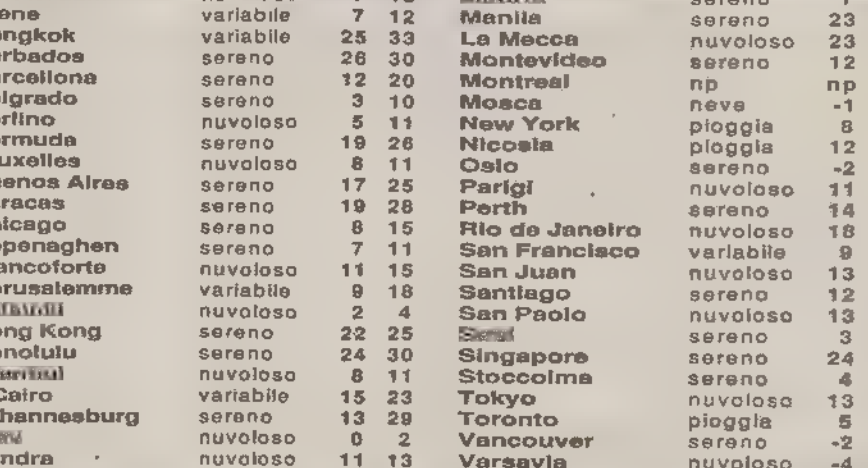 ene variabile 7 12
ngkok variabile 25 33
rbados sereno 26 30
rcellona sereno 12 20
lgrado sereno 3 10
rlino nuvoloso 5 11
rmuda sereno 19 26
uxelles nuvoloso 8 11
enos Aires sereno 17 25
racas sereno 19 28
icago sereno 8 15
penaghen sereno 7 11
ancoforte nuvoloso 11 15
rusalemme variabile 9 18
nuvoloso 2 4
ng Kong sereno 22 25
nolulu sereno 24 30
nuvoloso 8 11
Cairo variabile 15 23
hannesburg sereno 13 29
nuvoloso 0 2
ndra nuvoloso 11 13
Manila sereno 23
La Mecca nuvoloso 23
Montevideo sereno 12
Montreal np np
Mosca neve -1
New York pioggia 8
Nicosia pioggia 12
Oslo sereno -2
Parigi nuvoloso 11
Perth sereno 14
Rio de Janeiro nuvoloso 18
San Francisco variabile 9
San Juan nuvoloso 13
Santiago sereno 12
San Paolo nuvoloso 13
sereno 3
Singapore sereno 24
Stoccolma sereno 4
Tokyo nuvoloso 13
Toronto pioggia 5
Vancouver sereno -2
Varsavia nuvoloso -4